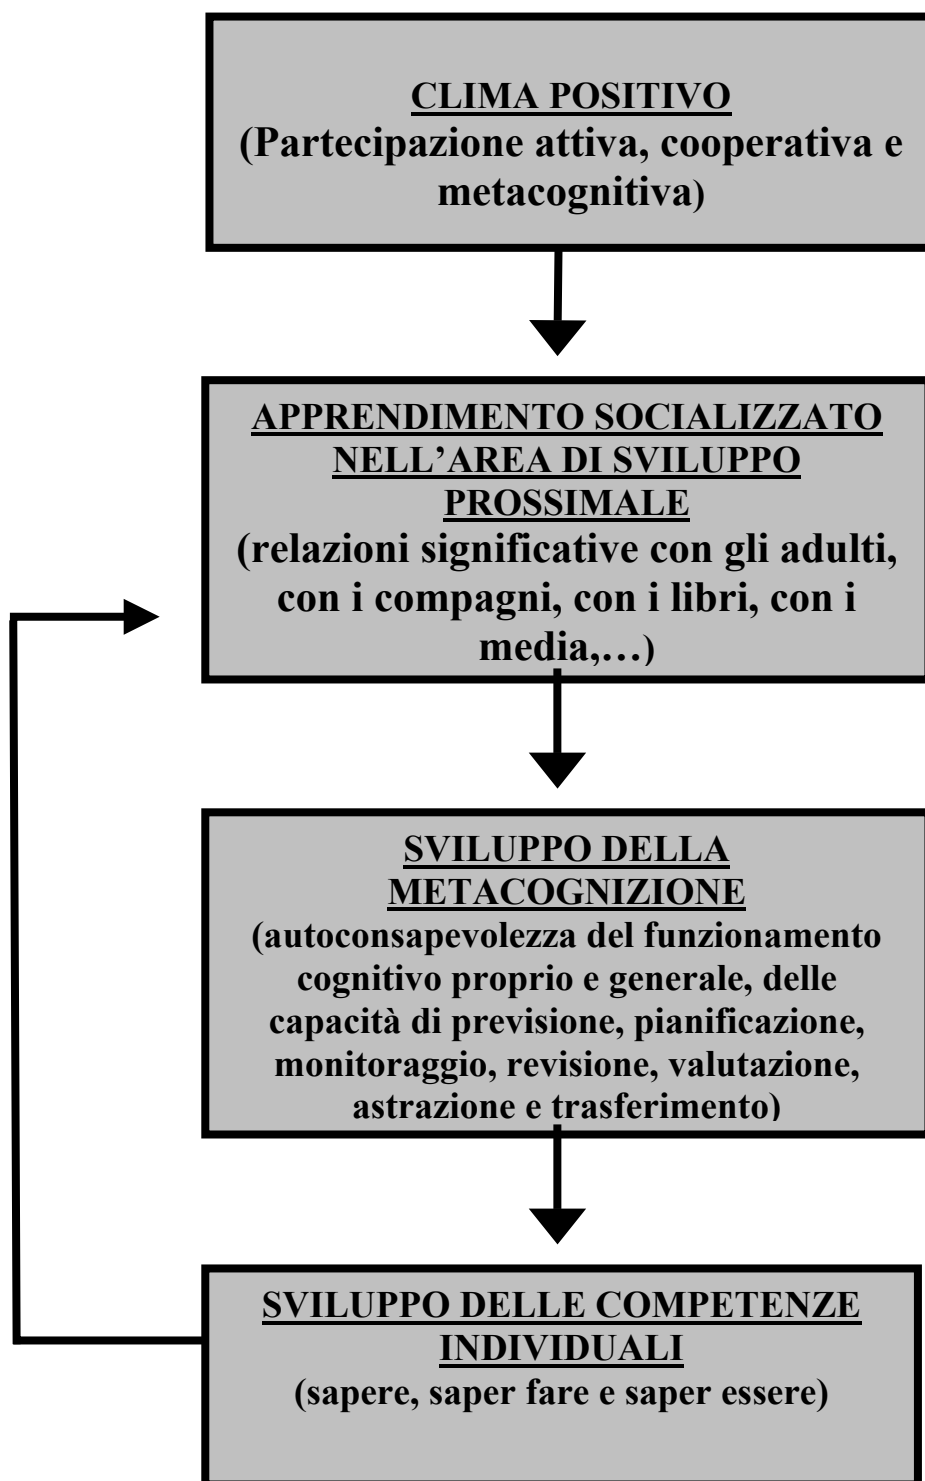 CLIMA POSITIVO
(Partecipazione attiva, cooperativa e
metacognitiva)
APPRENDIMENTO SOCIALIZZATO
NELL’AREA DI SVILUPPO
PROSSIMALE
(relazioni significative con gli adulti,
con i compagni, con i libri, con i
media,…)
SVILUPPO DELLA
METACOGNIZIONE
(autoconsapevolezza del funzionamento
cognitivo proprio e generale, delle
capacità di previsione, pianificazione,
monitoraggio, revisione, valutazione,
astrazione e trasferimento)
SVILUPPO DELLE COMPETENZE
INDIVIDUALI
(sapere, saper fare e saper essere)